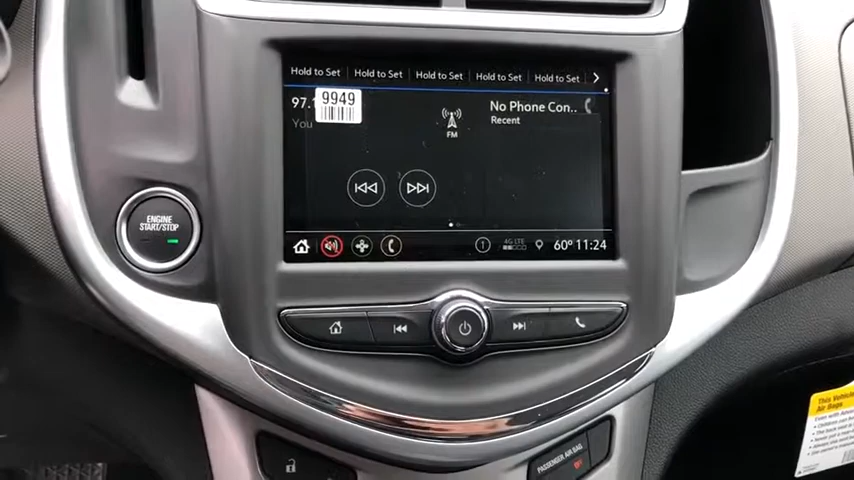 Hold to Set Hold to Set Hold to Set Hold to Set Hold to Set
97.1
9949
You
FM
No Phone Con..
Recent
ENGINE
START/STOP
1
4G LTE
60° 11:24
PASSENGER AIR BAG
This Vehicle
Air Bags